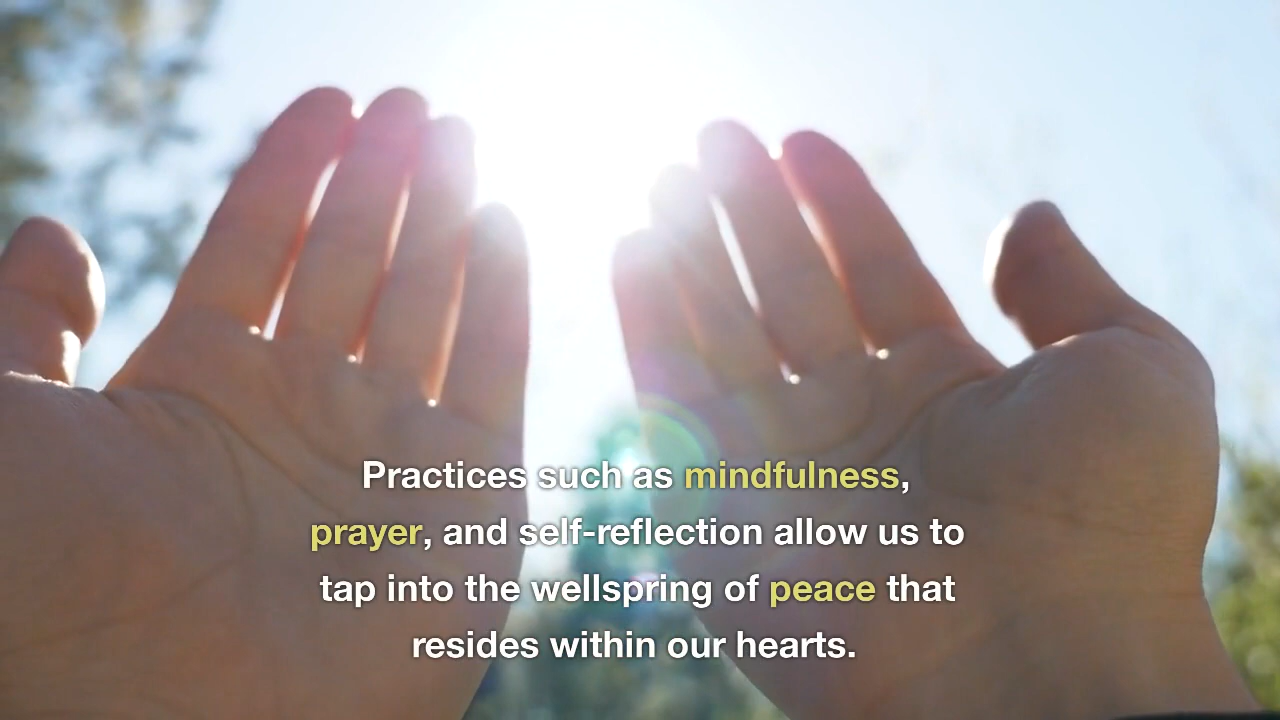 Practices such as mindfulness,
prayer, and self-reflection allow us to
tap into the wellspring of peace that
resides within our hearts.